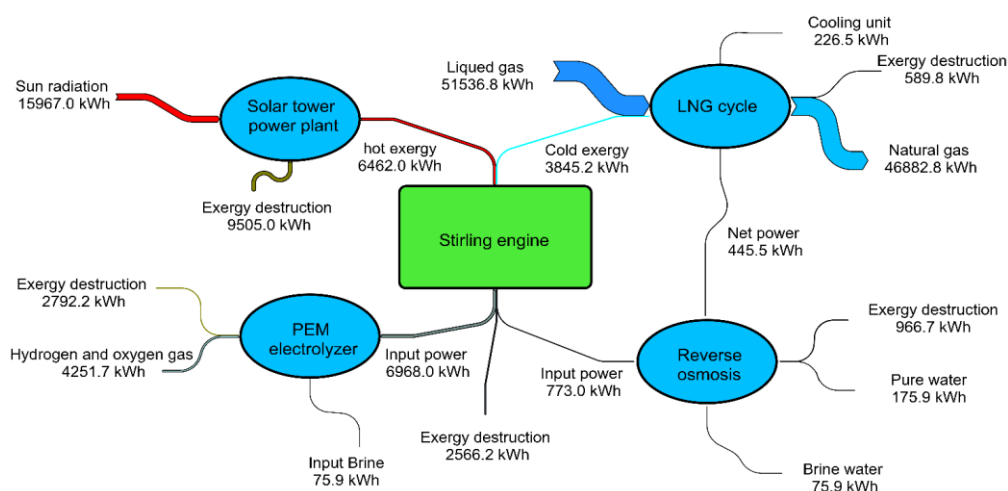 Cooling unit
226.5 kWh
Liqued gas
51536.8 kWh
Exergy destruction
589.8 kWh
Sun radiation
15967.0 kWh
Solar tower
power plant
LNG cycle
hot exergy
6462.0 kWh
Cold exergy
3845.2 kWh
Natural gas
46882.8 kWh
Exergy destruction
9505.0 kWh
Stirling engine
Net power
445.5 kWh
Exergy destruction
2792.2 kWh
PEM
electrolyzer
Hydrogen and oxygen gas
4251.7 kWh
Input power
6968.0 kWh
Input power
773.0 kWh
Reverse
osmosis
Exergy destruction
966.7 kWh
Pure water
175.9 kWh
Exergy destruction
2566.2 kWh
Input Brine
75.9 kWh
Brine water
75.9 kWh